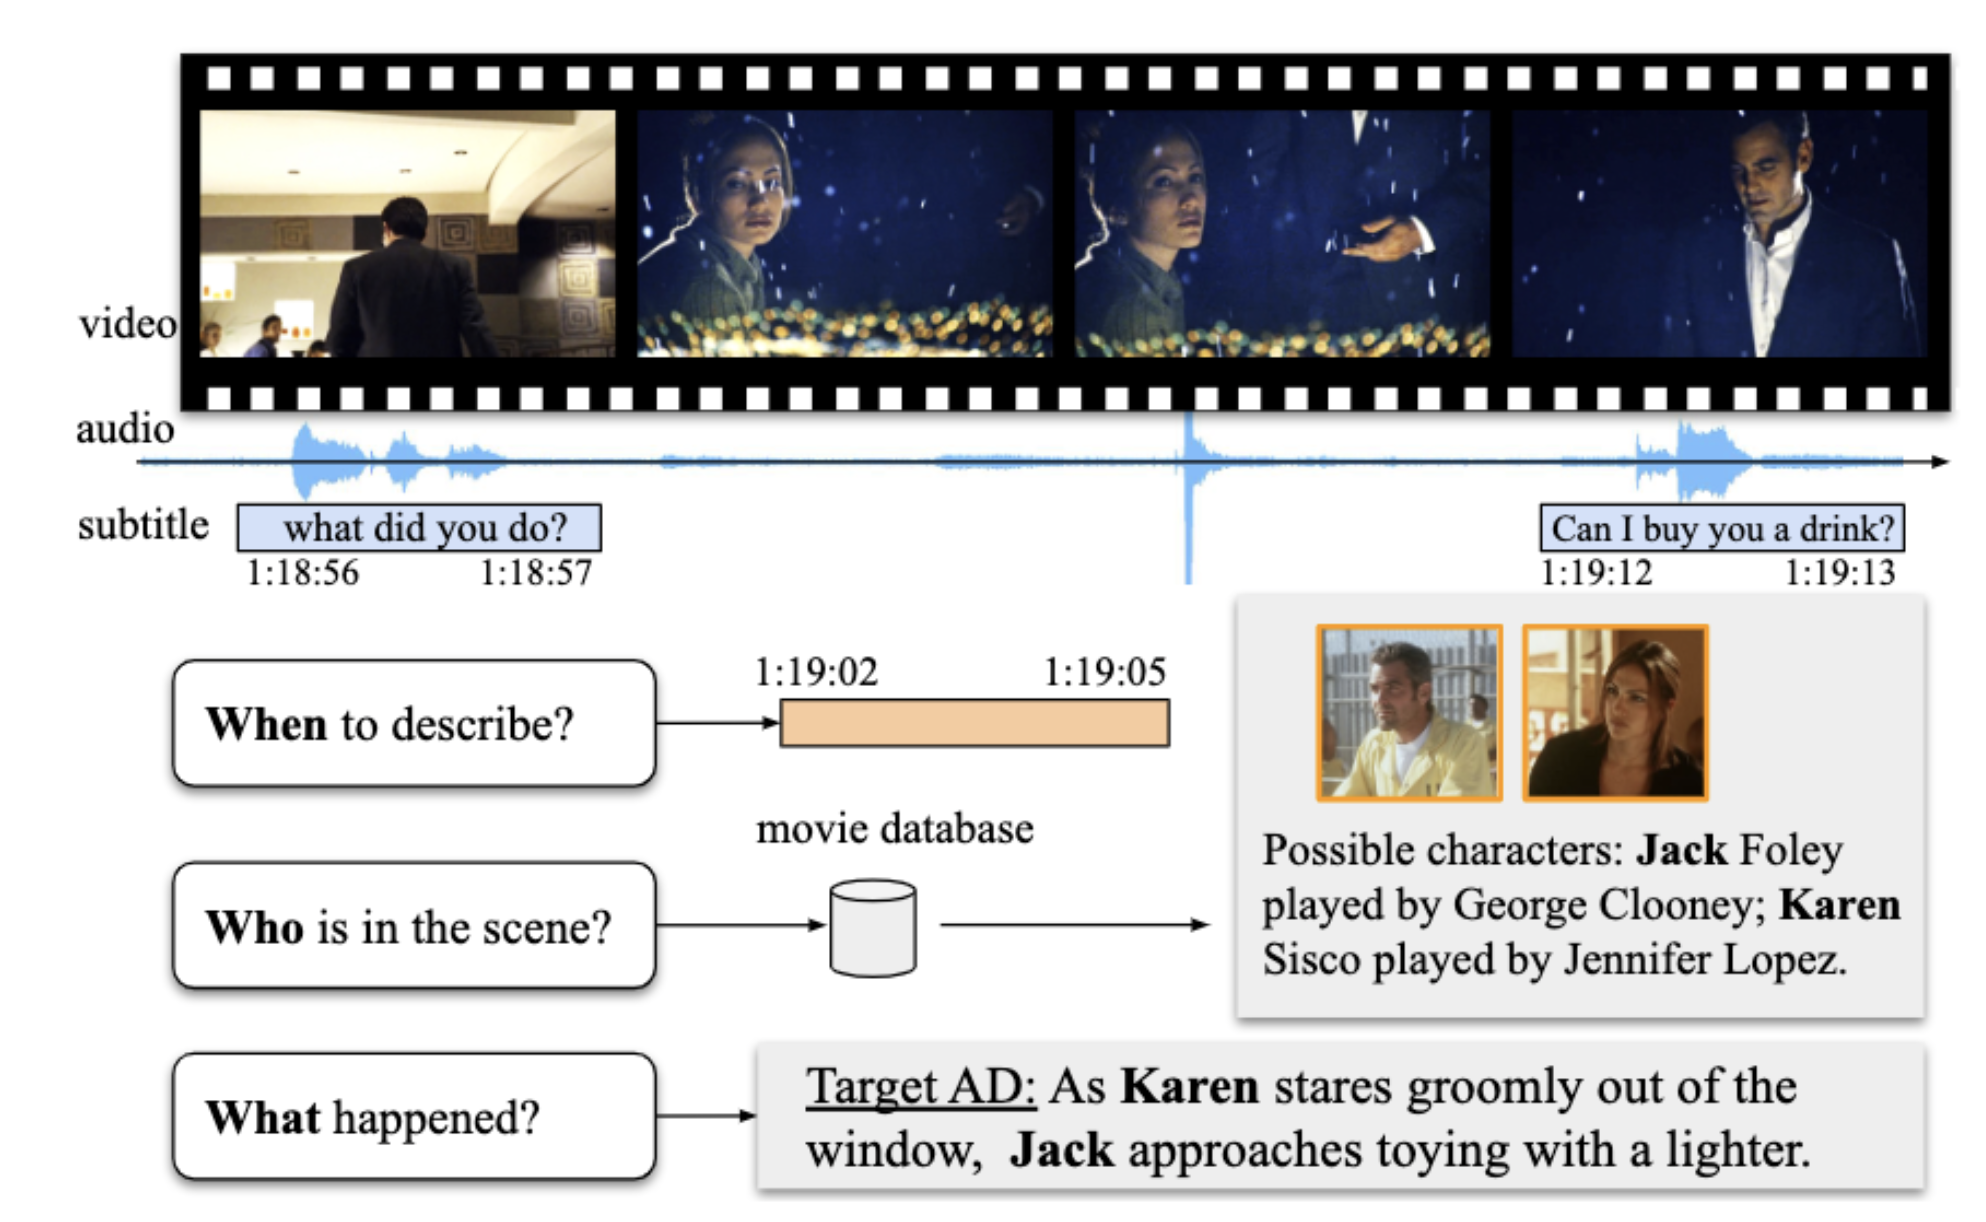 video
audio
subtitle
what did you do?
Can I buy you a drink?
1:18:56
1:18:57
1:19:12
1:19:13
When to describe?
1:19:02
1:19:05
movie database
Who is in the scene?
Possible characters: Jack Foley
played by George Clooney; Karen
Sisco played by Jennifer Lopez.
What happened?
Target AD: As Karen stares groomly out of the
window, Jack approaches toying with a lighter.